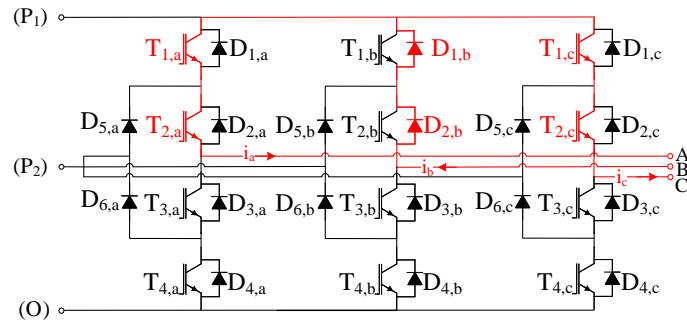 (P1)
T1,a D1,a T1,b D1,b T1,c D1,c
D5,a T2,a D2,a D5,b T2,b D2,b D5,c T2,c D2,c
ia A
(P2) ib B
ic C
D6,a T3,a D3,a D6,b T3,b D3,b D6,c T3,c D3,c
T4,a D4,a T4,b D4,b T4,c D4,c
(O)